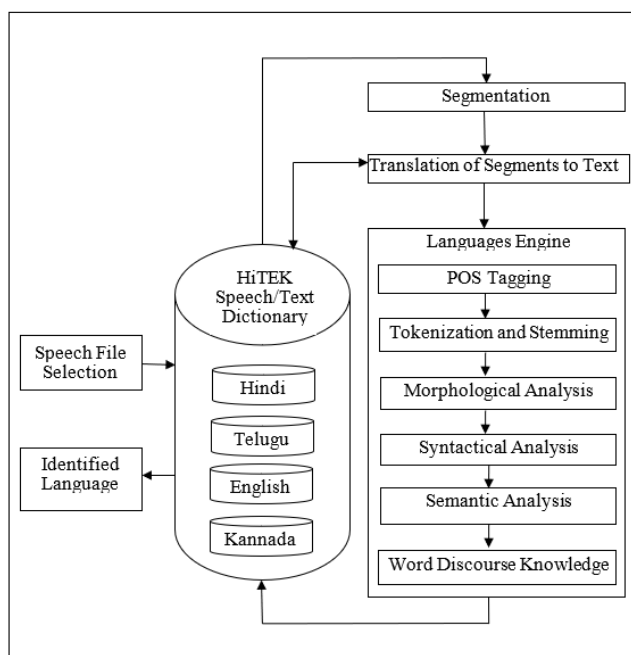 Segmentation
Translation of Segments to Text
Languages Engine
POS Tagging
Tokenization and Stemming
Morphological Analysis
Syntactical Analysis
Semantic Analysis
Word Discourse Knowledge
HiTEK
Speech/Text
Dictionary
Hindi
Telugu
English
Kannada
Speech File
Selection
Identified
Language